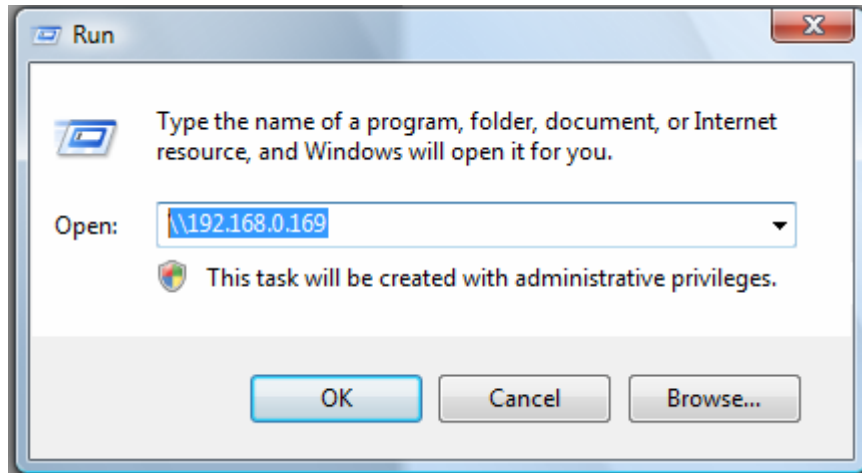 Run
Type the name of a program, folder, document, or Internet
resource, and Windows will open it for you.
Open: \\192.168.0.169
This task will be created with administrative privileges.
OK Cancel Browse...